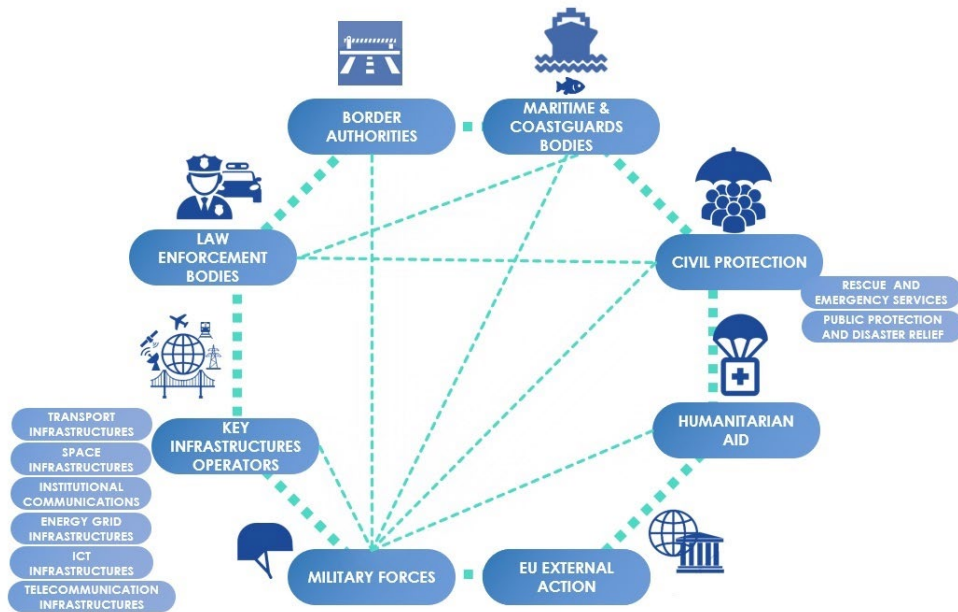 BORDER
AUTHORITIES
MARITIME &
COASTGUARDS
BODIES
LAW
ENFORCEMENT
BODIES
CIVIL PROTECTION
RESCUE AND
EMERGENCY SERVICES
PUBLIC PROTECTION
AND DISASTER RELIEF
KEY
INFRASTRUCTURES
OPERATORS
TRANSPORT
INFRASTRUCTURES
SPACE
INFRASTRUCTURES
INSTITUTIONAL
COMMUNICATIONS
ENERGY GRID
INFRASTRUCTURES
ICT
INFRASTRUCTURES
TELECOMMUNICATION
INFRASTRUCTURES
HUMANITARIAN
AID
MILITARY FORCES
EU EXTERNAL
ACTION